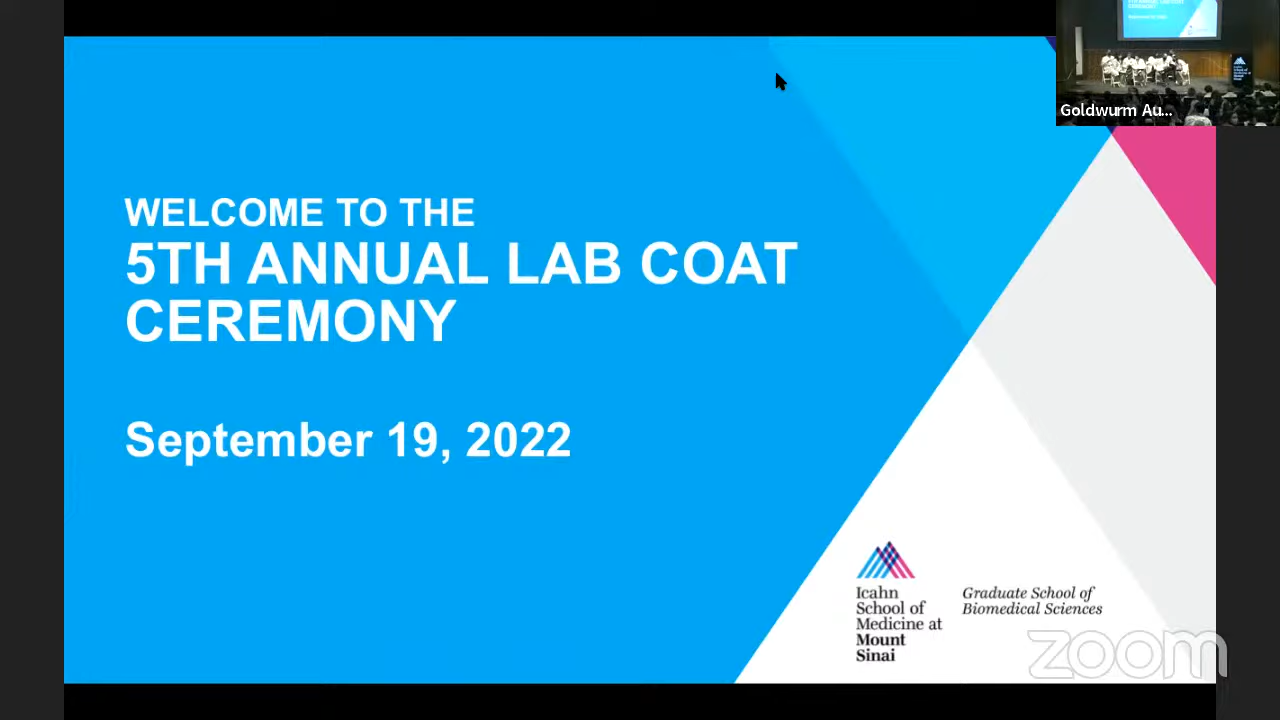 WELCOME TO THE
5TH ANNUAL LAB COAT
CEREMONY
September 19, 2022
Goldwurm Au...
Icahn
School of
Medicine at
Mount
Sinai
Graduate School of
Biomedical Sciences
zoom